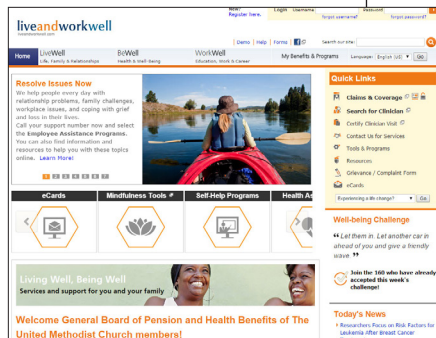 New?
Register here.
Login Username Password
forgot username? forgot password?
liveandworkwell
liveandworkwell.com
Demo | Help | Forms | Search our site:
Home
LiveWell
Life, Family & Relationships
BeWell
Health & Well-Being
WorkWell
Education, Work & Career
My Benefits & Programs
Language: English (US) Go
Resolve Issues Now
We help people every day with
relationship problems, family challenges,
workplace issues, and coping with grief
and loss in their lives.
Call your support number now and select
the Employee Assistance Programs.
You can also find information and
resources to help you with these topics
online. Learn More!
1 2 3 4 5 6 7
eCards
Mindfulness Tools
Self-Help Programs
Health As
Living Well, Being Well
Services and support for you and your family
Welcome General Board of Pension and Health Benefits of The
United Methodist Church members!
Quick Links
Claims & Coverage
Search for Clinician
Certify Clinician Visit
Contact Us for Services
Tools & Programs
Resources
Grievance / Complaint Form
eCards
Experiencing a life change? Go
Well-being Challenge
“ Let them in. Let another car in
ahead of you and give a friendly
wave. ”
Join the 160 who have already
accepted this week's
challenge!
Today's News
Researchers Focus on Risk Factors for
Leukemia After Breast Cancer